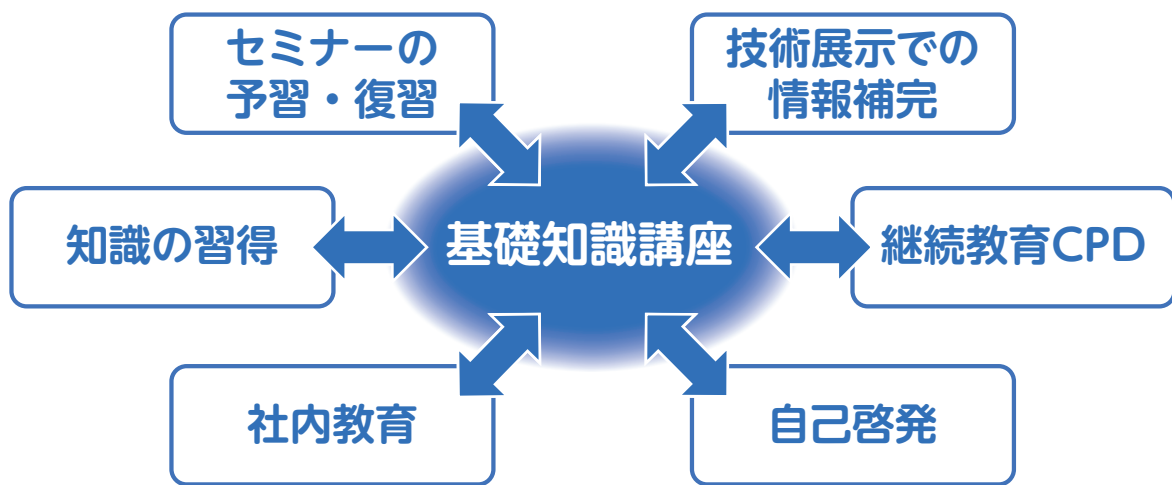 セミナーの
予習・復習
技術展示での
情報補完
知識の習得
基礎知識講座
継続教育CPD
社内教育
自己啓発